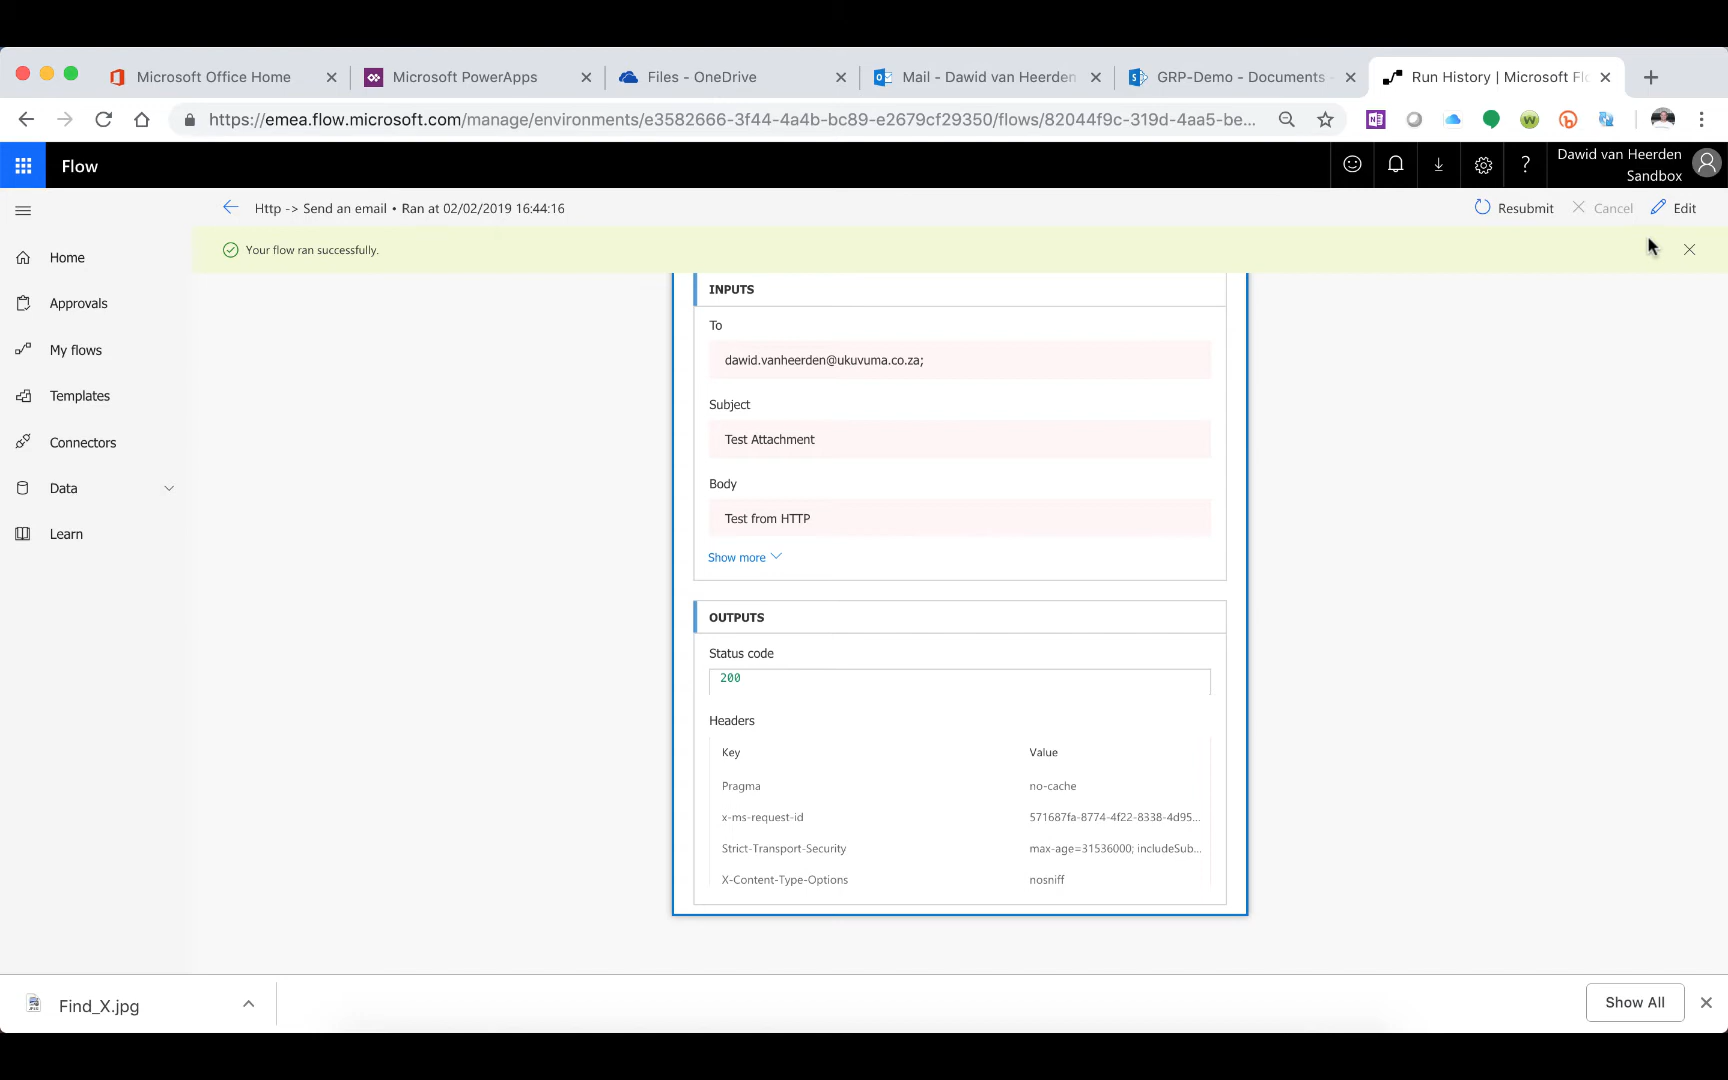 Microsoft Office Home
Microsoft PowerApps
Files - OneDrive
Mail - Dawid van Heerden
GRP-Demo - Documents -
Run History | Microsoft Fl
https://emea.flow.microsoft.com/manage/environments/e3582666-3f44-4a4b-bc89-e2679cf29350/flows/82044f9c-319d-4aa5-be...
Flow
Dawid van Heerden
Sandbox
Http -> Send an email • Ran at 02/02/2019 16:44:16
Resubmit
Cancel
Edit
Your flow ran successfully.
Home
Approvals
My flows
Templates
Connectors
Data
Learn
INPUTS
To
dawid.vanheerden@ukuvuma.co.za;
Subject
Test Attachment
Body
Test from HTTP
Show more
OUTPUTS
Status code
200
Headers
Key Value
Pragma no-cache
x-ms-request-id 571687fa-8774-4f22-8338-4d95...
Strict-Transport-Security max-age=31536000; includeSub...
X-Content-Type-Options nosniff
Find_X.jpg
Show All